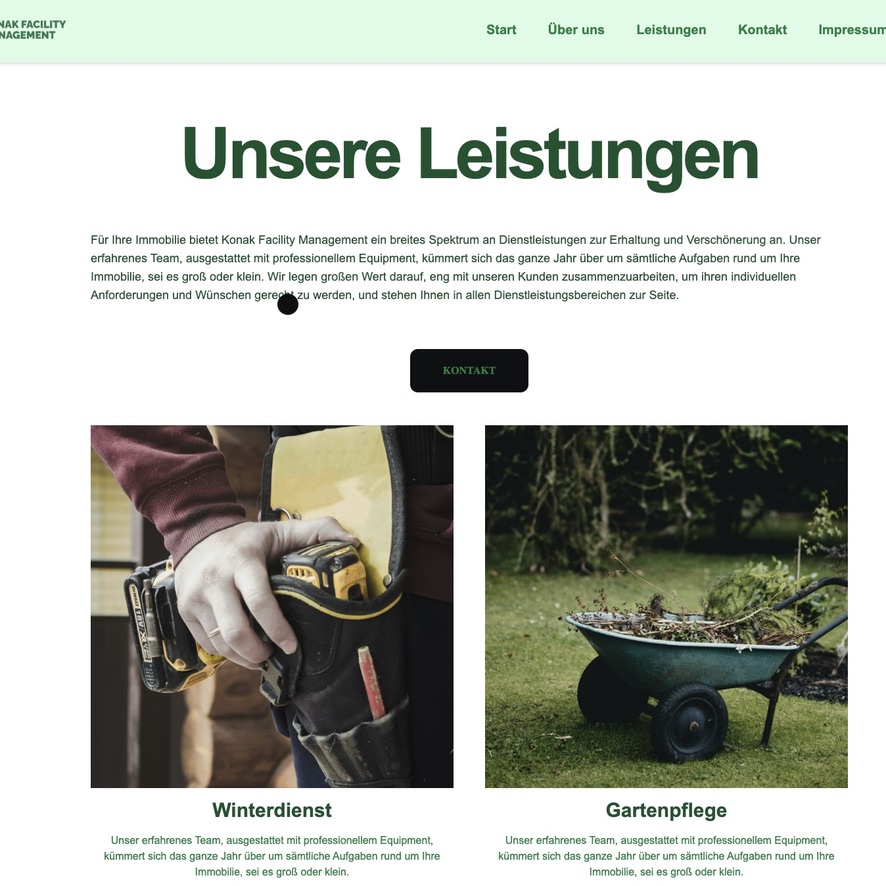 NAK FACILITY
NAGEMENT
Start Über uns Leistungen Kontakt Impressum
Unsere Leistungen
Für Ihre Immobilie bietet Konak Facility Management ein breites Spektrum an Dienstleistungen zur Erhaltung und Verschönerung an. Unser
erfahrenes Team, ausgestattet mit professionellem Equipment, kümmert sich das ganze Jahr über um sämtliche Aufgaben rund um Ihre
Immobilie, sei es groß oder klein. Wir legen großen Wert darauf, eng mit unseren Kunden zusammenzuarbeiten, um ihren individuellen
Anforderungen und Wünschen gerecht zu werden, und stehen Ihnen in allen Dienstleistungsbereichen zur Seite.
KONTAKT
Winterdienst
Unser erfahrenes Team, ausgestattet mit professionellem Equipment,
kümmert sich das ganze Jahr über um sämtliche Aufgaben rund um Ihre
Immobilie, sei es groß oder klein.
Gartenpflege
Unser erfahrenes Team, ausgestattet mit professionellem Equipment,
kümmert sich das ganze Jahr über um sämtliche Aufgaben rund um Ihre
Immobilie, sei es groß oder klein.